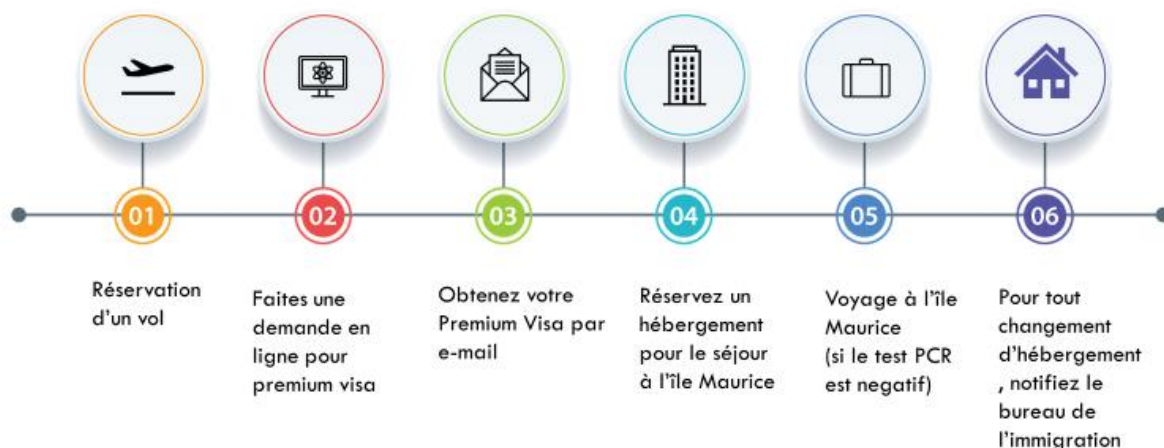 01
02
03
04
05
06
Réservation
d'un vol
Faites une
demande en
ligne pour
premium visa
Obtenez votre
Premium Visa par
e-mail
Réservez un
hébergement
pour le séjour
à l'île Maurice
Voyage à l'île
Maurice
(si le test PCR
est negatif)
Pour tout
changement
d'hébergement
, notifiez le
bureau de
l'immigration